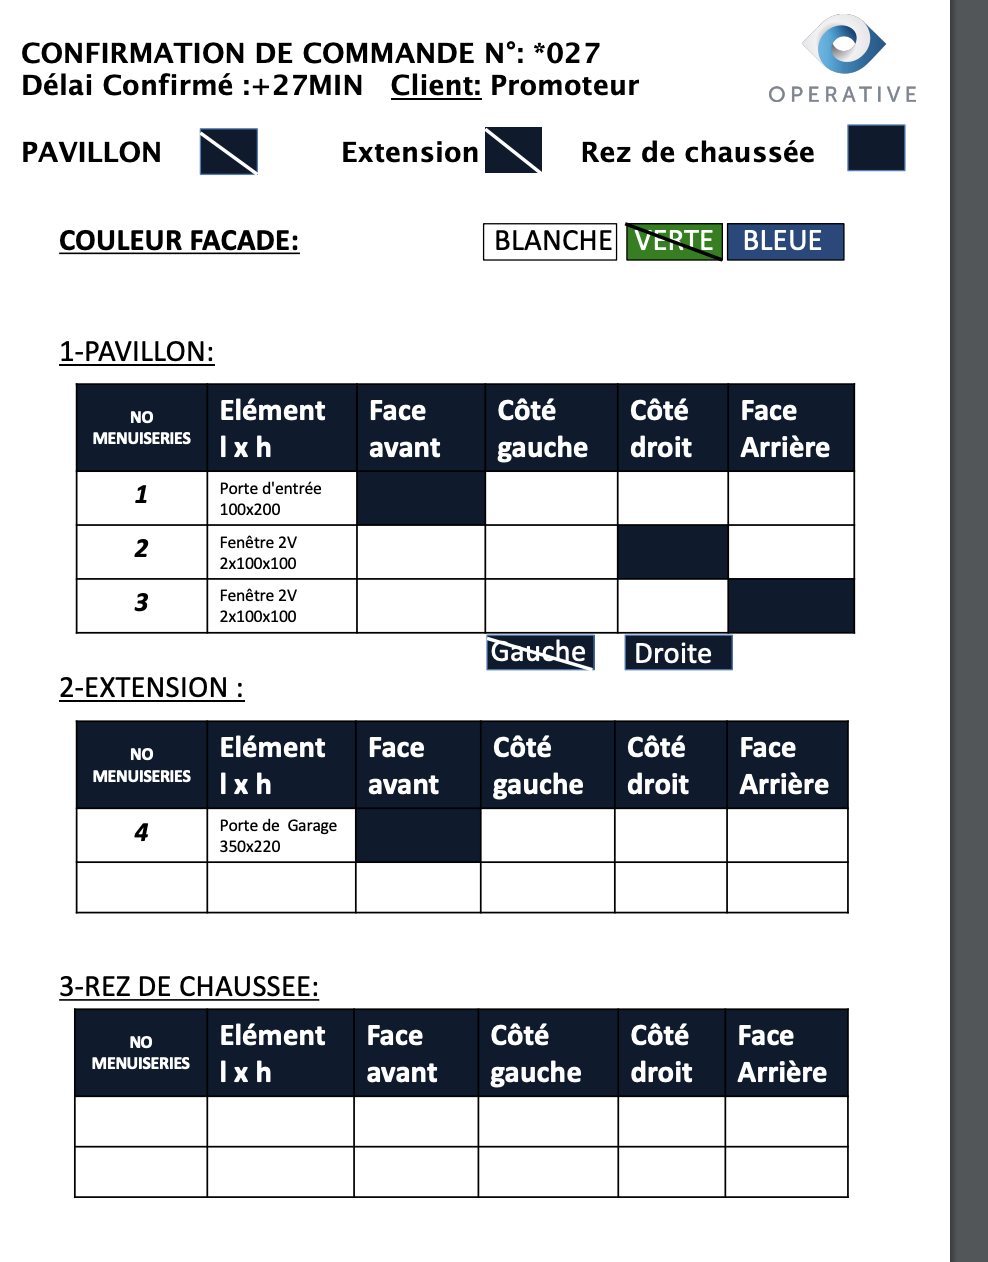 CONFIRMATION DE COMMANDE N°: *027
Délai Confirmé :+27MIN Client: Promoteur
OPERATIVE
PAVILLON Extension Rez de chaussée
COULEUR FACADE: BLANCHE VERTE BLEUE
1-PAVILLON:
NO MENUISERIES Elément l x h Face avant Côté gauche Côté droit Face Arrière
1 Porte d'entrée 100x200
2 Fenêtre 2V 2x100x100
3 Fenêtre 2V 2x100x100
Gauche Droite
2-EXTENSION :
NO MENUISERIES Elément l x h Face avant Côté gauche Côté droit Face Arrière
4 Porte de Garage 350x220
3-REZ DE CHAUSSEE:
NO MENUISERIES Elément l x h Face avant Côté gauche Côté droit Face Arrière